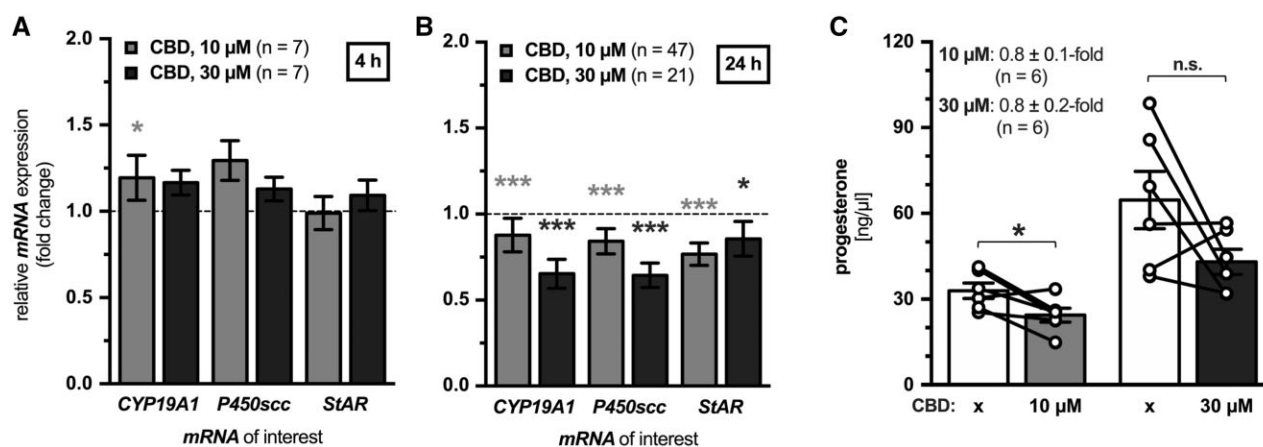 A
relative mRNA expression
(fold change)
2.0
1.5
1.0
0.5
0.0
CBD, 10 µM (n = 7)
CBD, 30 µM (n = 7)
4 h
*
CYP19A1 P450scc StAR
mRNA of interest
B
2.0
1.5
1.0
0.5
0.0
CBD, 10 µM (n = 47)
CBD, 30 µM (n = 21)
24 h
*** *** *** *** *** *
CYP19A1 P450scc StAR
mRNA of interest
C
progesterone
[ng/µl]
120
90
60
30
0
10 µM: 0.8 ± 0.1-fold
(n = 6)
30 µM: 0.8 ± 0.2-fold
(n = 6)
n.s.
*
CBD: x 10 µM x 30 µM